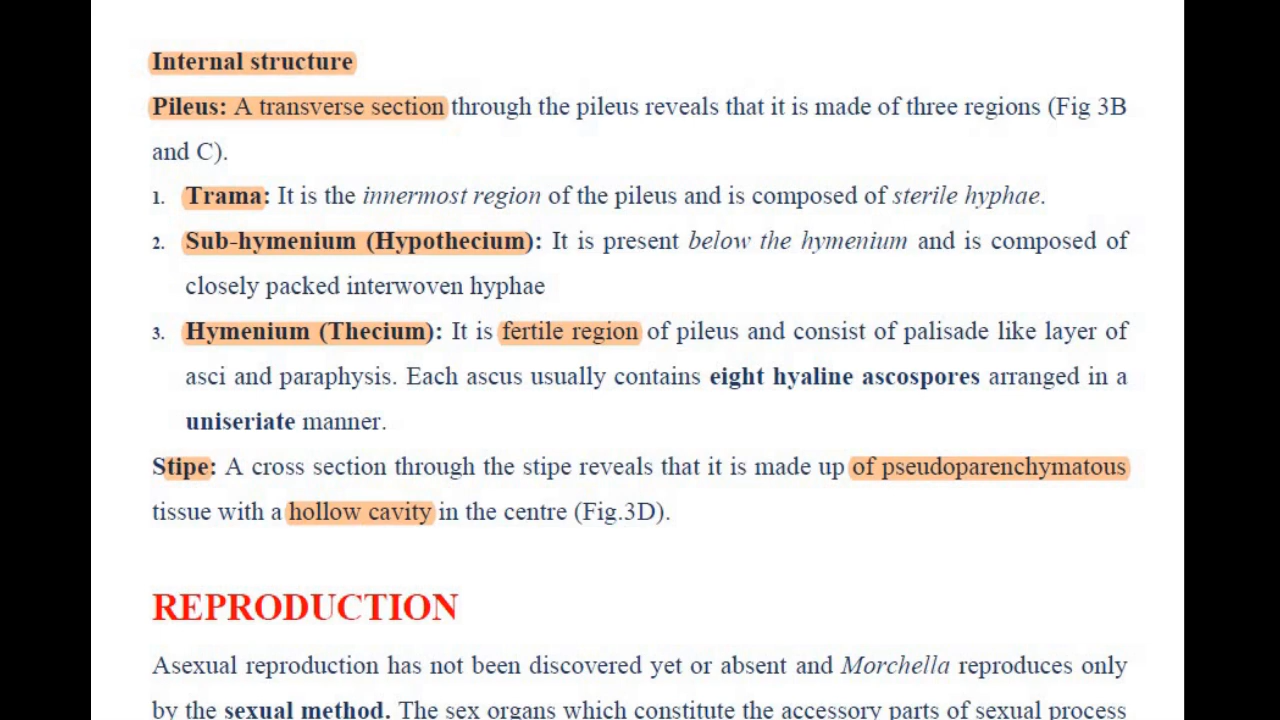 Internal structure
Pileus: A transverse section through the pileus reveals that it is made of three regions (Fig 3B
and C).
1. Trama: It is the innermost region of the pileus and is composed of sterile hyphae.
2. Sub-hymenium (Hypothecium): It is present below the hymenium and is composed of
closely packed interwoven hyphae
3. Hymenium (Thecium): It is fertile region of pileus and consist of palisade like layer of
asci and paraphysis. Each ascus usually contains eight hyaline ascospores arranged in a
uniseriate manner.
Stipe: A cross section through the stipe reveals that it is made up of pseudoparenchymatous
tissue with a hollow cavity in the centre (Fig.3D).
REPRODUCTION
Asexual reproduction has not been discovered yet or absent and Morchella reproduces only
by the sexual method. The sex organs which constitute the accessory parts of sexual process